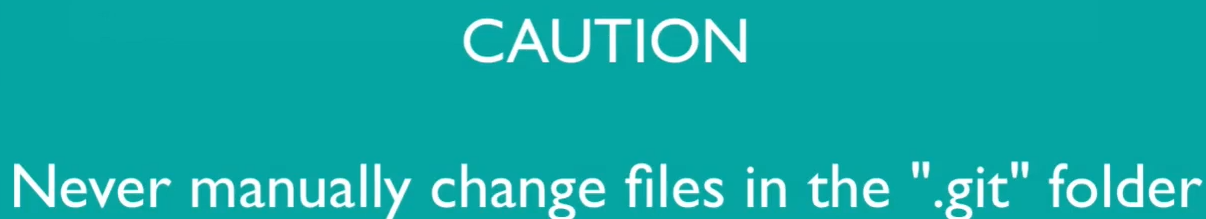 CAUTION
Never manually change files in the ".git" folder